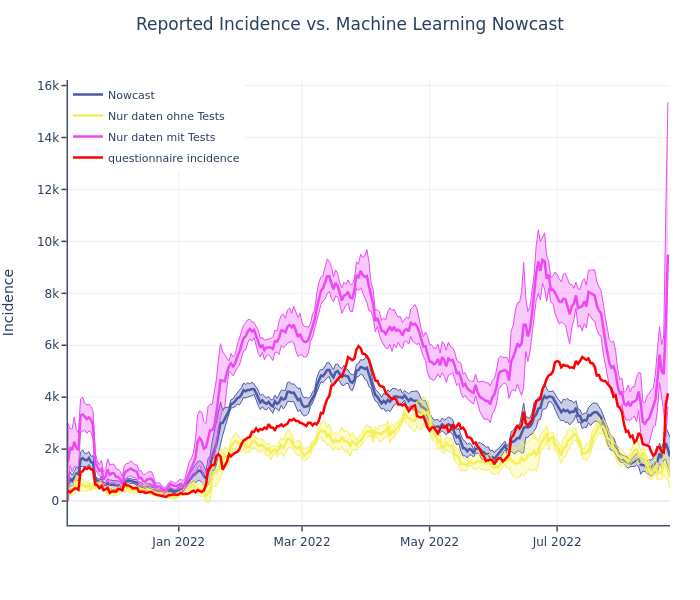 Reported Incidence vs. Machine Learning Nowcast
Nowcast
Nur daten ohne Tests
Nur daten mit Tests
questionnaire incidence
16k
14k
12k
10k
8k
6k
4k
2k
0
Incidence
Jan 2022
Mar 2022
May 2022
Jul 2022